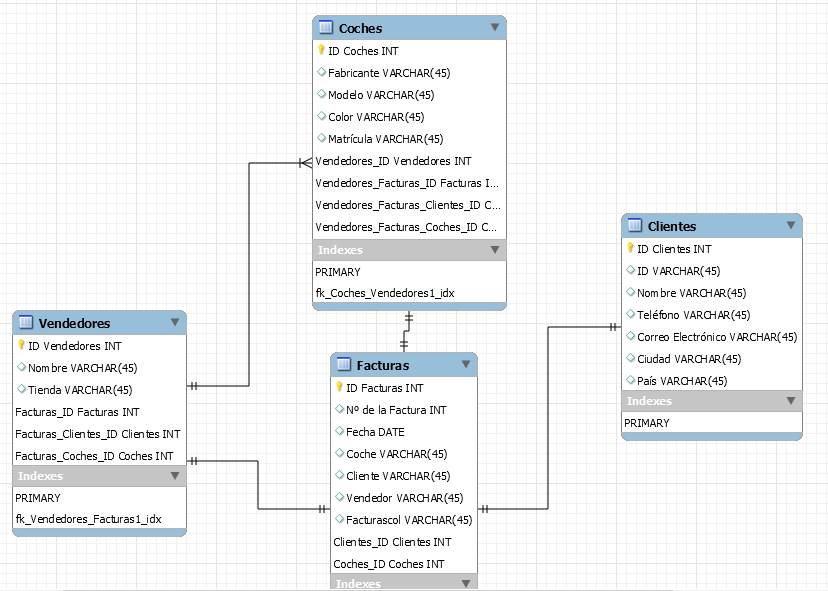 Coches
ID Coches INT
Fabricante VARCHAR(45)
Modelo VARCHAR(45)
Color VARCHAR(45)
Matrícula VARCHAR(45)
Vendedores_ID Vendedores INT
Vendedores_Facturas_ID Facturas I...
Vendedores_Facturas_Clientes_ID C...
Vendedores_Facturas_Coches_ID C...
Indexes
PRIMARY
fk_Coches_Vendedores1_idx
Clientes
ID Clientes INT
ID VARCHAR(45)
Nombre VARCHAR(45)
Teléfono VARCHAR(45)
Correo Electrónico VARCHAR(45)
Ciudad VARCHAR(45)
País VARCHAR(45)
Indexes
PRIMARY
Vendedores
ID Vendedores INT
Nombre VARCHAR(45)
Tienda VARCHAR(45)
Facturas_ID Facturas INT
Facturas_Clientes_ID Clientes INT
Facturas_Coches_ID Coches INT
Indexes
PRIMARY
fk_Vendedores_Facturas1_idx
Facturas
ID Facturas INT
Nº de la Factura INT
Fecha DATE
Coche VARCHAR(45)
Cliente VARCHAR(45)
Vendedor VARCHAR(45)
Facturascol VARCHAR(45)
Clientes_ID Clientes INT
Coches_ID Coches INT
Indexes